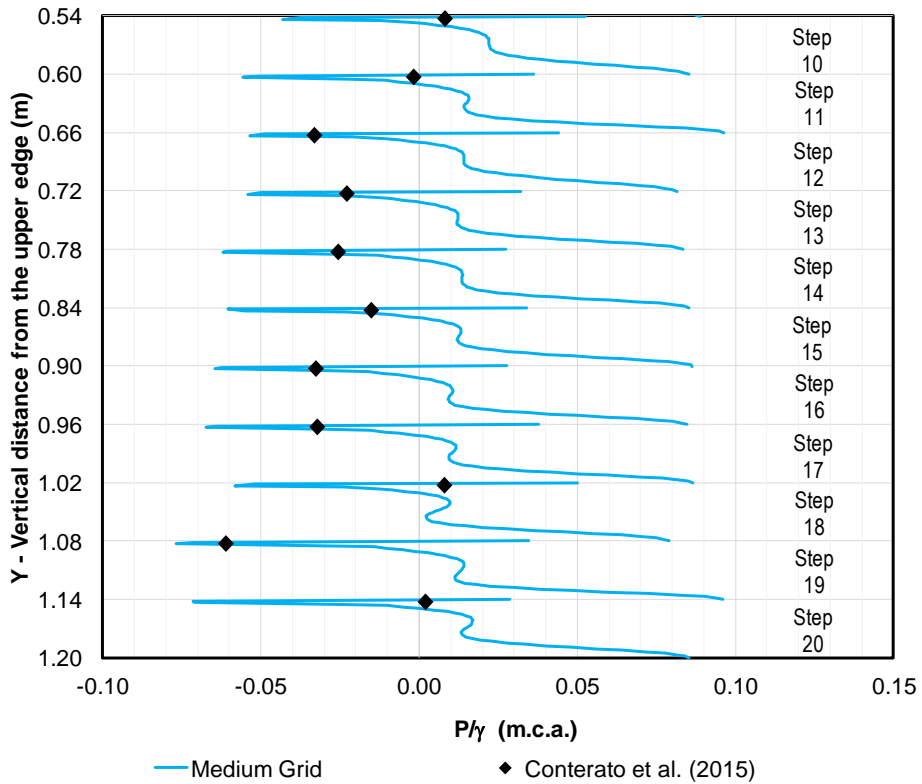 0.54
0.60
0.66
0.72
0.78
0.84
0.90
0.96
1.02
1.08
1.14
1.20
Y - Vertical distance from the upper edge (m)
Step
10
Step
11
Step
12
Step
13
Step
14
Step
15
Step
16
Step
17
Step
18
Step
19
Step
20
-0.10
-0.05
0.00
0.05
0.10
0.15
P/γ (m.c.a.)
Medium Grid
Conterato et al. (2015)